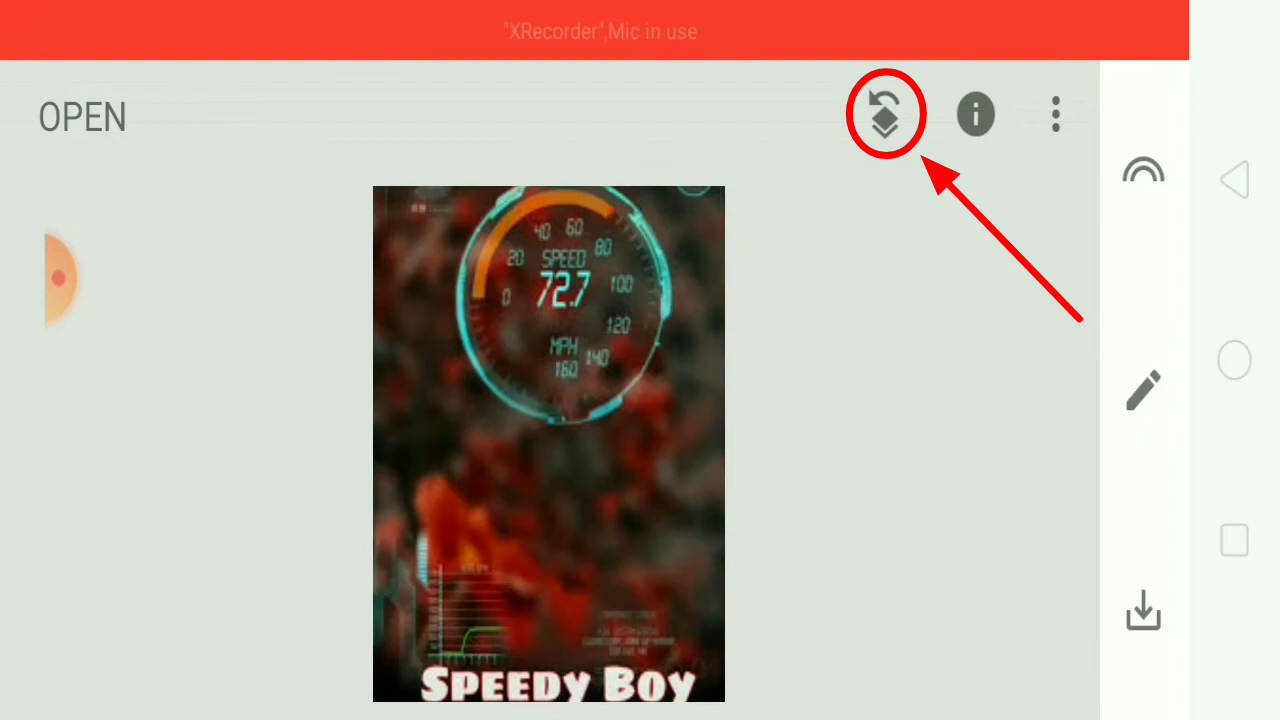 "XRecorder",Mic in use
OPEN
40 60
20 SPEED 80
72.7
0 100
120
MPH 140
160
Speedy Boy